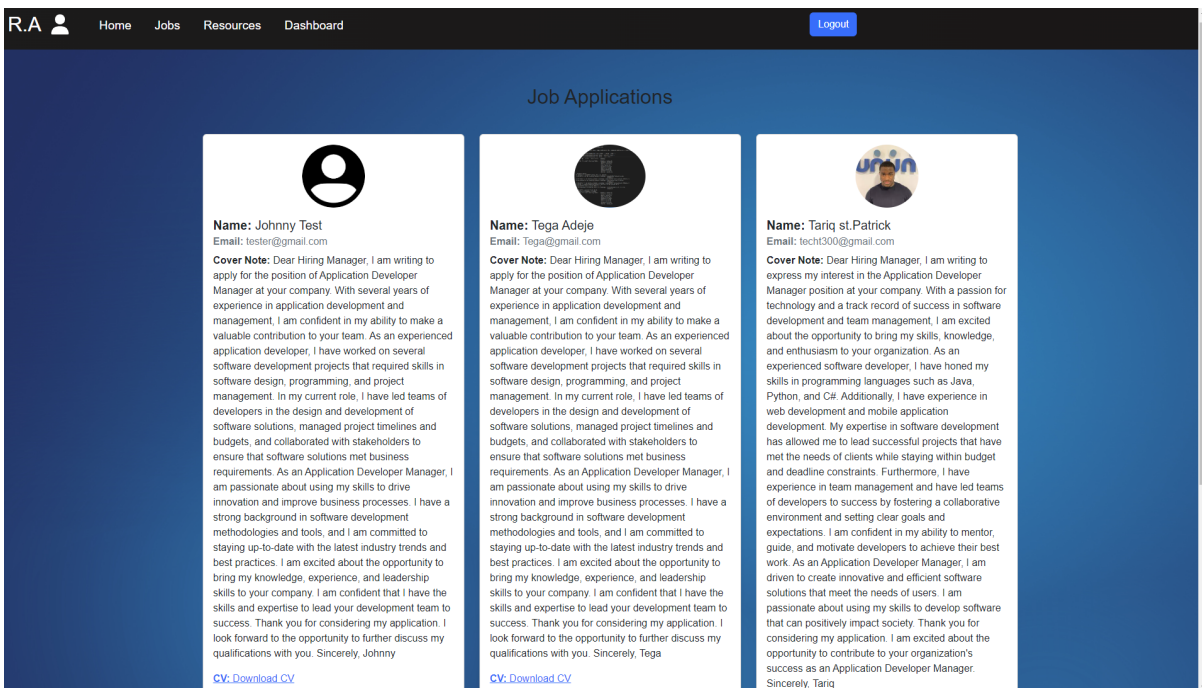 R.A Home Jobs Resources Dashboard Logout
Job Applications
Name: Johnny Test
Email: tester@gmail.com
Cover Note: Dear Hiring Manager, I am writing to
apply for the position of Application Developer
Manager at your company. With several years of
experience in application development and
management, I am confident in my ability to make a
valuable contribution to your team. As an experienced
application developer, I have worked on several
software development projects that required skills in
software design, programming, and project
management. In my current role, I have led teams of
developers in the design and development of
software solutions, managed project timelines and
budgets, and collaborated with stakeholders to
ensure that software solutions met business
requirements. As an Application Developer Manager, I
am passionate about using my skills to drive
innovation and improve business processes. I have a
strong background in software development
methodologies and tools, and I am committed to
staying up-to-date with the latest industry trends and
best practices. I am excited about the opportunity to
bring my knowledge, experience, and leadership
skills to your company. I am confident that I have the
skills and expertise to lead your development team to
success. Thank you for considering my application. I
look forward to the opportunity to further discuss my
qualifications with you. Sincerely, Johnny
CV: Download CV
Name: Tega Adeje
Email: Tega@gmail.com
Cover Note: Dear Hiring Manager, I am writing to
apply for the position of Application Developer
Manager at your company. With several years of
experience in application development and
management, I am confident in my ability to make a
valuable contribution to your team. As an experienced
application developer, I have worked on several
software development projects that required skills in
software design, programming, and project
management. In my current role, I have led teams of
developers in the design and development of
software solutions, managed project timelines and
budgets, and collaborated with stakeholders to
ensure that software solutions met business
requirements. As an Application Developer Manager, I
am passionate about using my skills to drive
innovation and improve business processes. I have a
strong background in software development
methodologies and tools, and I am committed to
staying up-to-date with the latest industry trends and
best practices. I am excited about the opportunity to
bring my knowledge, experience, and leadership
skills to your company. I am confident that I have the
skills and expertise to lead your development team to
success. Thank you for considering my application. I
look forward to the opportunity to further discuss my
qualifications with you. Sincerely, Tega
CV: Download CV
Name: Tariq st.Patrick
Email: techt300@gmail.com
Cover Note: Dear Hiring Manager, I am writing to
express my interest in the Application Developer
Manager position at your company. With a passion for
technology and a track record of success in software
development and team management, I am excited
about the opportunity to bring my skills, knowledge,
and enthusiasm to your organization. As an
experienced software developer, I have honed my
skills in programming languages such as Java,
Python, and C#. Additionally, I have experience in
web development and mobile application
development. My expertise in software development
has allowed me to lead successful projects that have
met the needs of clients while staying within budget
and deadline constraints. Furthermore, I have
experience in team management and have led teams
of developers to success by fostering a collaborative
environment and setting clear goals and
expectations. I am confident in my ability to mentor,
guide, and motivate developers to achieve their best
work. As an Application Developer Manager, I am
driven to create innovative and efficient software
solutions that meet the needs of users. I am
passionate about using my skills to develop software
that can positively impact society. Thank you for
considering my application. I am excited about the
opportunity to contribute to your organization's
success as an Application Developer Manager.
Sincerely, Tariq